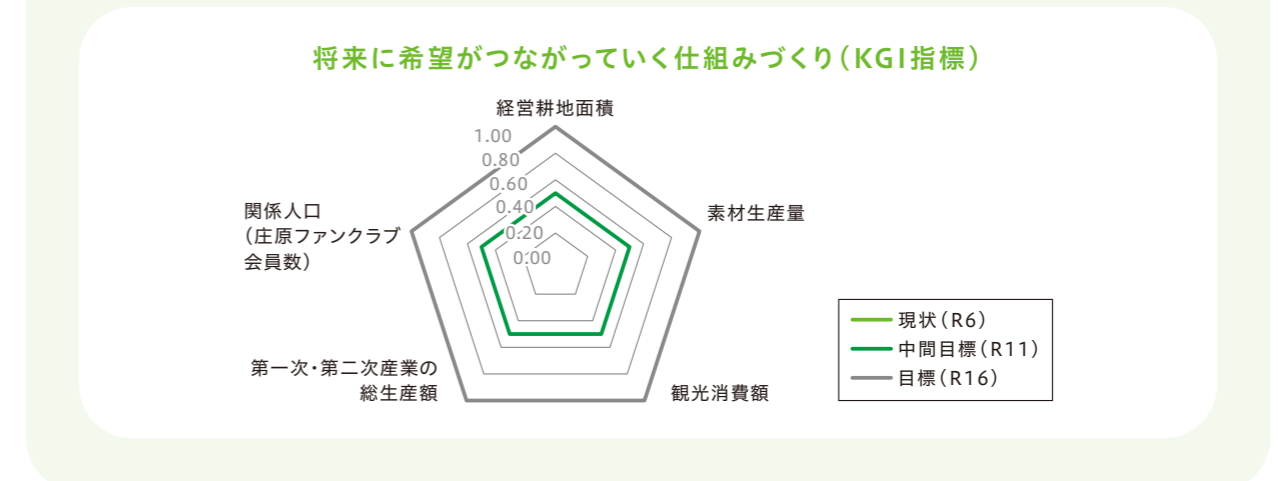 将来に希望がつながっていく仕組みづくり（KGI指標）
経営耕地面積
1.00
0.80
0.60
0.40
0.20
0.00
関係人口
（庄原ファンクラブ
会員数）
素材生産量
第一次・第二次産業の
総生産額
観光消費額
現状（R6）
中間目標（R11）
目標（R16）